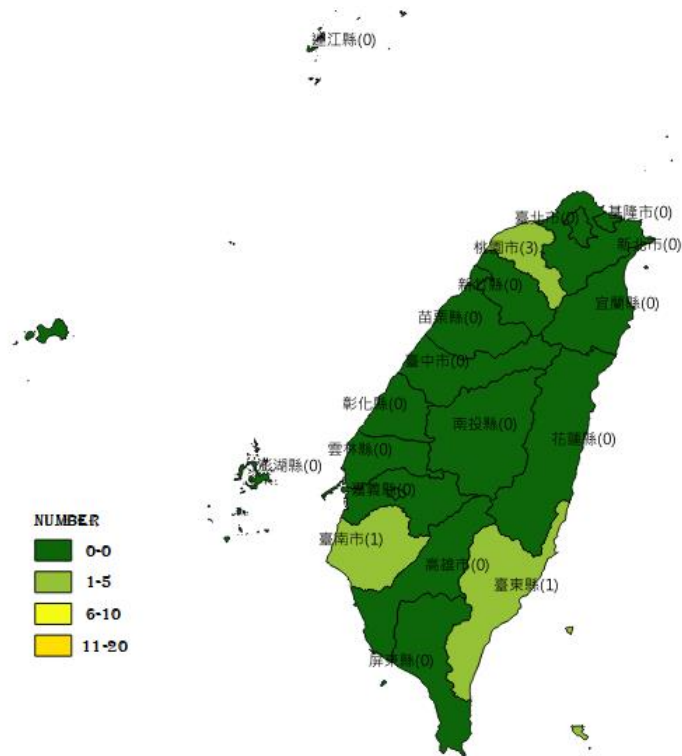 連江縣(0)
臺北市(0)
基隆市(0)
新北市(0)
桃園市(3)
新竹縣(0)
宜蘭縣(0)
苗栗縣(0)
臺中市(0)
彰化縣(0)
南投縣(0)
花蓮縣(0)
雲林縣(0)
澎湖縣(0)
嘉義縣(0)
臺南市(1)
高雄市(0)
臺東縣(1)
屏東縣(0)
NUMBER
0-0
1-5
6-10
11-20